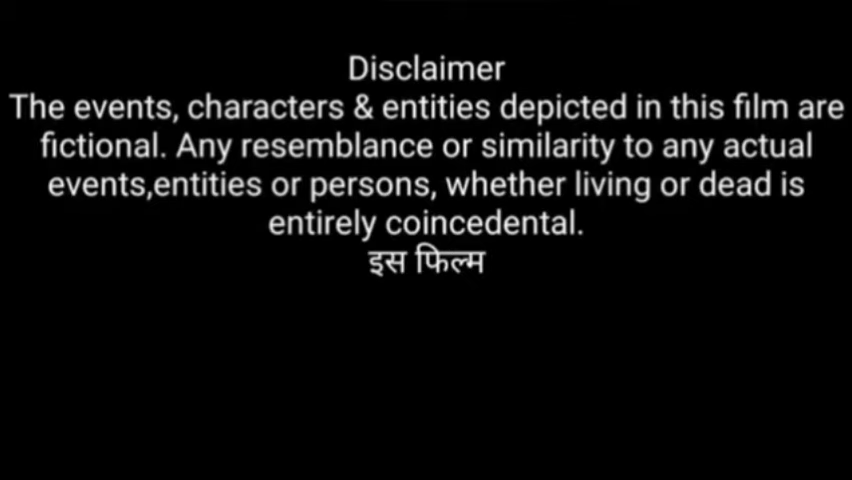 Disclaimer
The events, characters & entities depicted in this film are
fictional. Any resemblance or similarity to any actual
events,entities or persons, whether living or dead is
entirely coincedental.
इस फिल्म